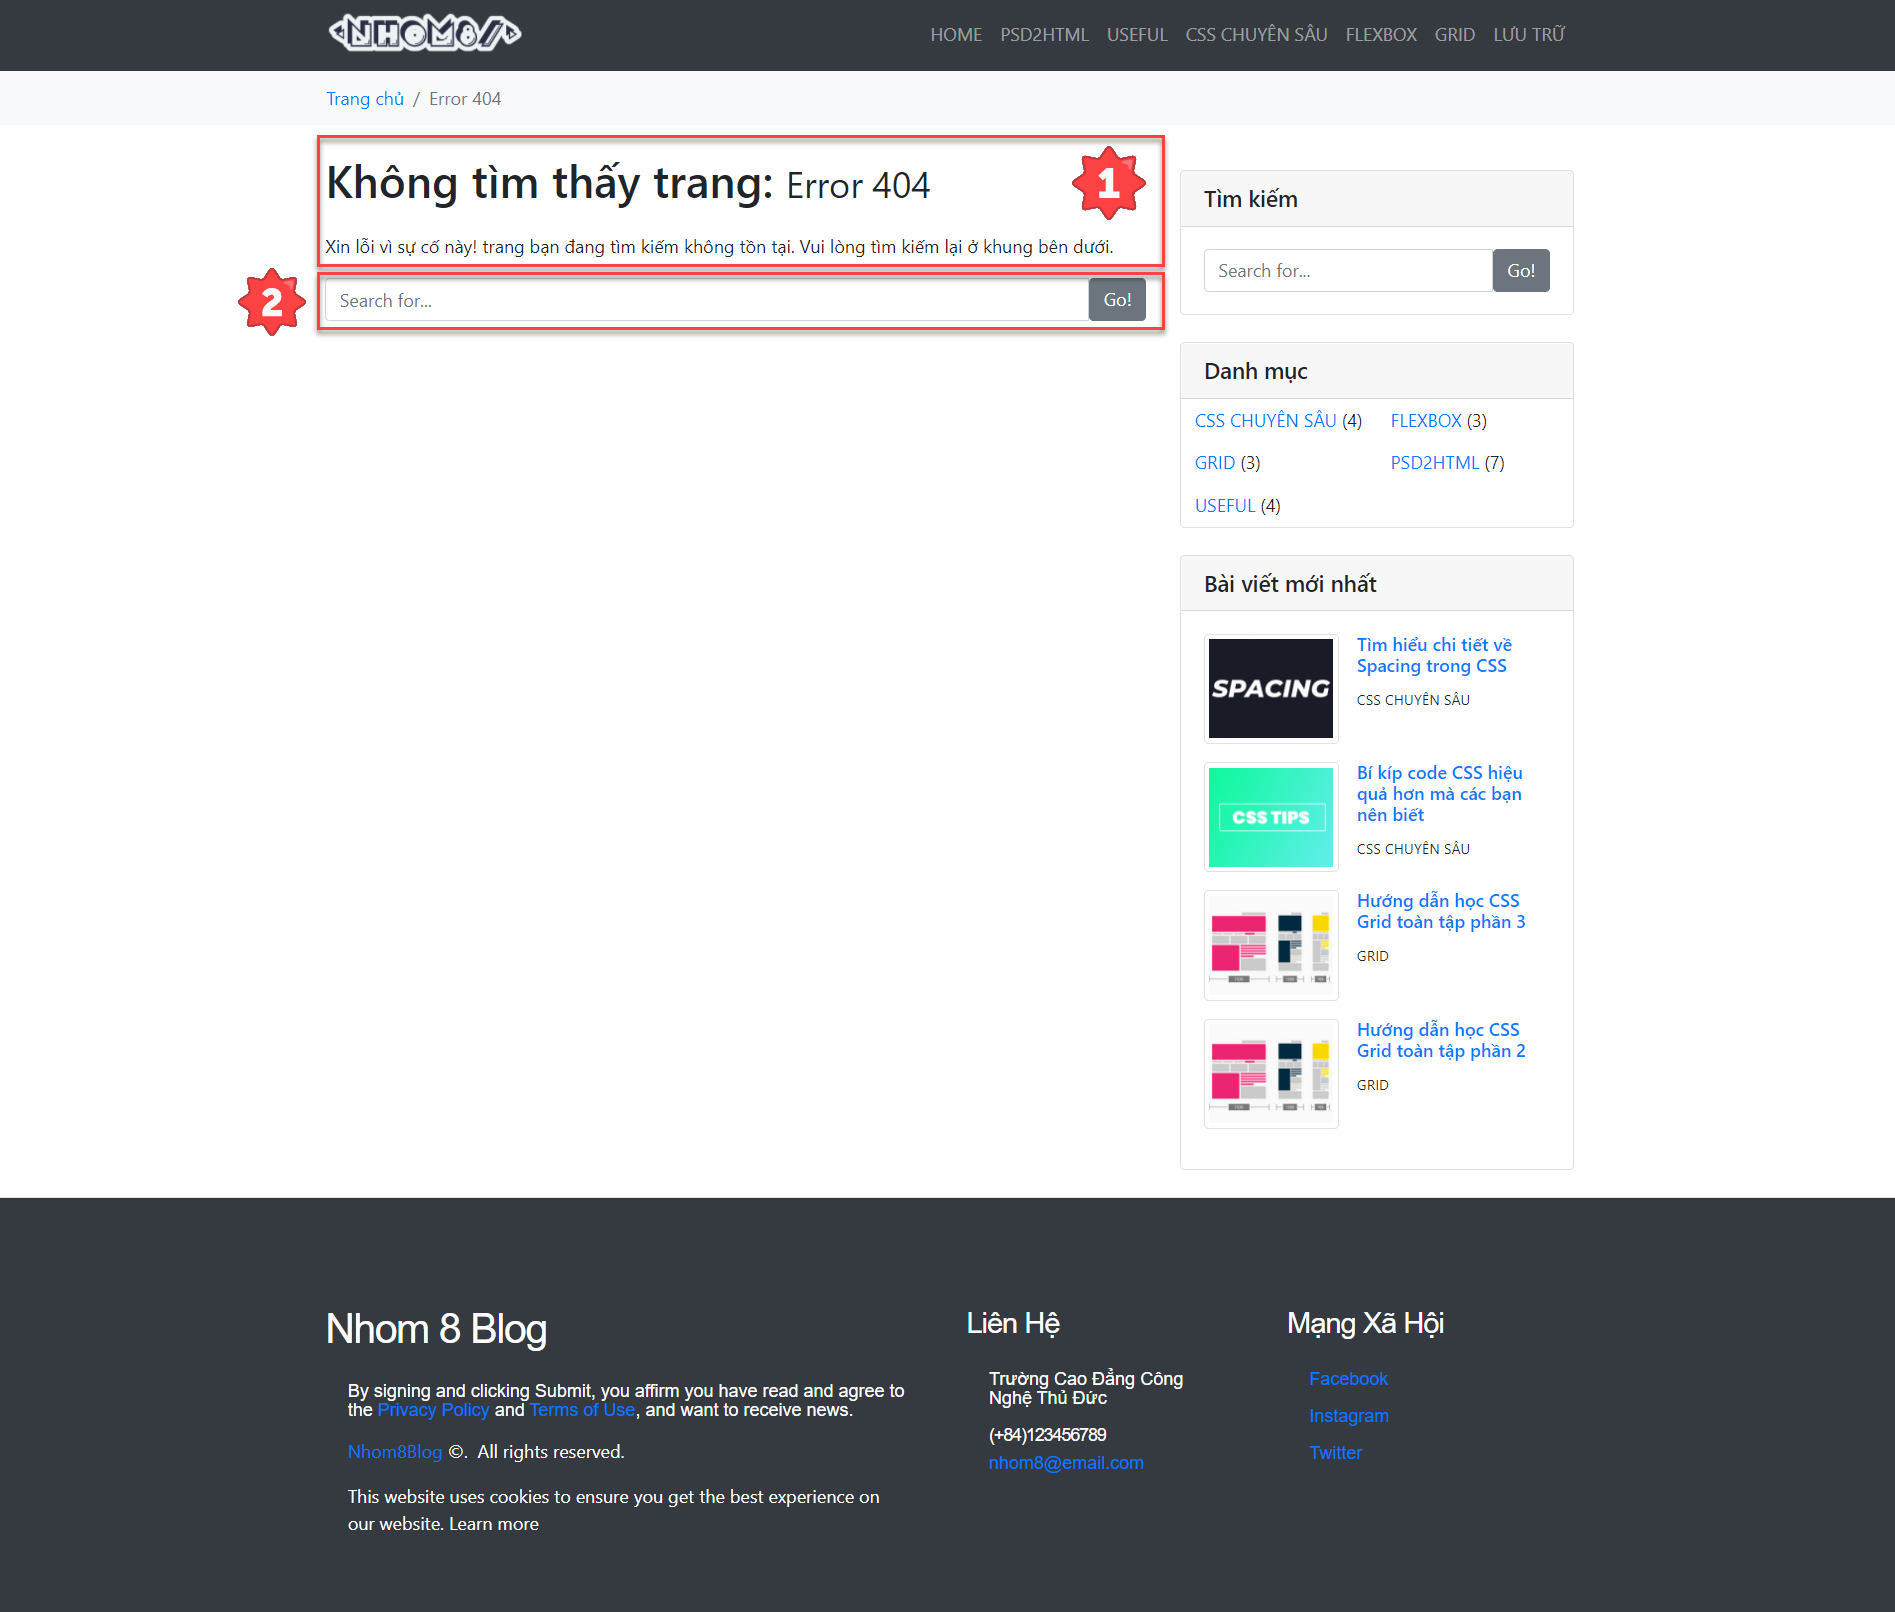 <NHOM8/>
HOME PSD2HTML USEFUL CSS CHUYÊN SÂU FLEXBOX GRID LƯU TRỮ
Trang chủ / Error 404
Không tìm thấy trang: Error 404
1
Xin lỗi vì sự cố này! trang bạn đang tìm kiếm không tồn tại. Vui lòng tìm kiếm lại ở khung bên dưới.
2
Search for... Go!
Tìm kiếm
Search for... Go!
Danh mục
CSS CHUYÊN SÂU (4) FLEXBOX (3)
GRID (3) PSD2HTML (7)
USEFUL (4)
Bài viết mới nhất
SPACING
Tìm hiểu chi tiết về
Spacing trong CSS
CSS CHUYÊN SÂU
CSS TIPS
Bí kíp code CSS hiệu
quả hơn mà các bạn
nên biết
CSS CHUYÊN SÂU
Hướng dẫn học CSS
Grid toàn tập phần 3
GRID
Hướng dẫn học CSS
Grid toàn tập phần 2
GRID
Nhom 8 Blog
By signing and clicking Submit, you affirm you have read and agree to
the Privacy Policy and Terms of Use, and want to receive news.
Nhom8Blog ©. All rights reserved.
This website uses cookies to ensure you get the best experience on
our website. Learn more
Liên Hệ
Trường Cao Đẳng Công
Nghệ Thủ Đức
(+84)123456789
nhom8@email.com
Mạng Xã Hội
Facebook
Instagram
Twitter